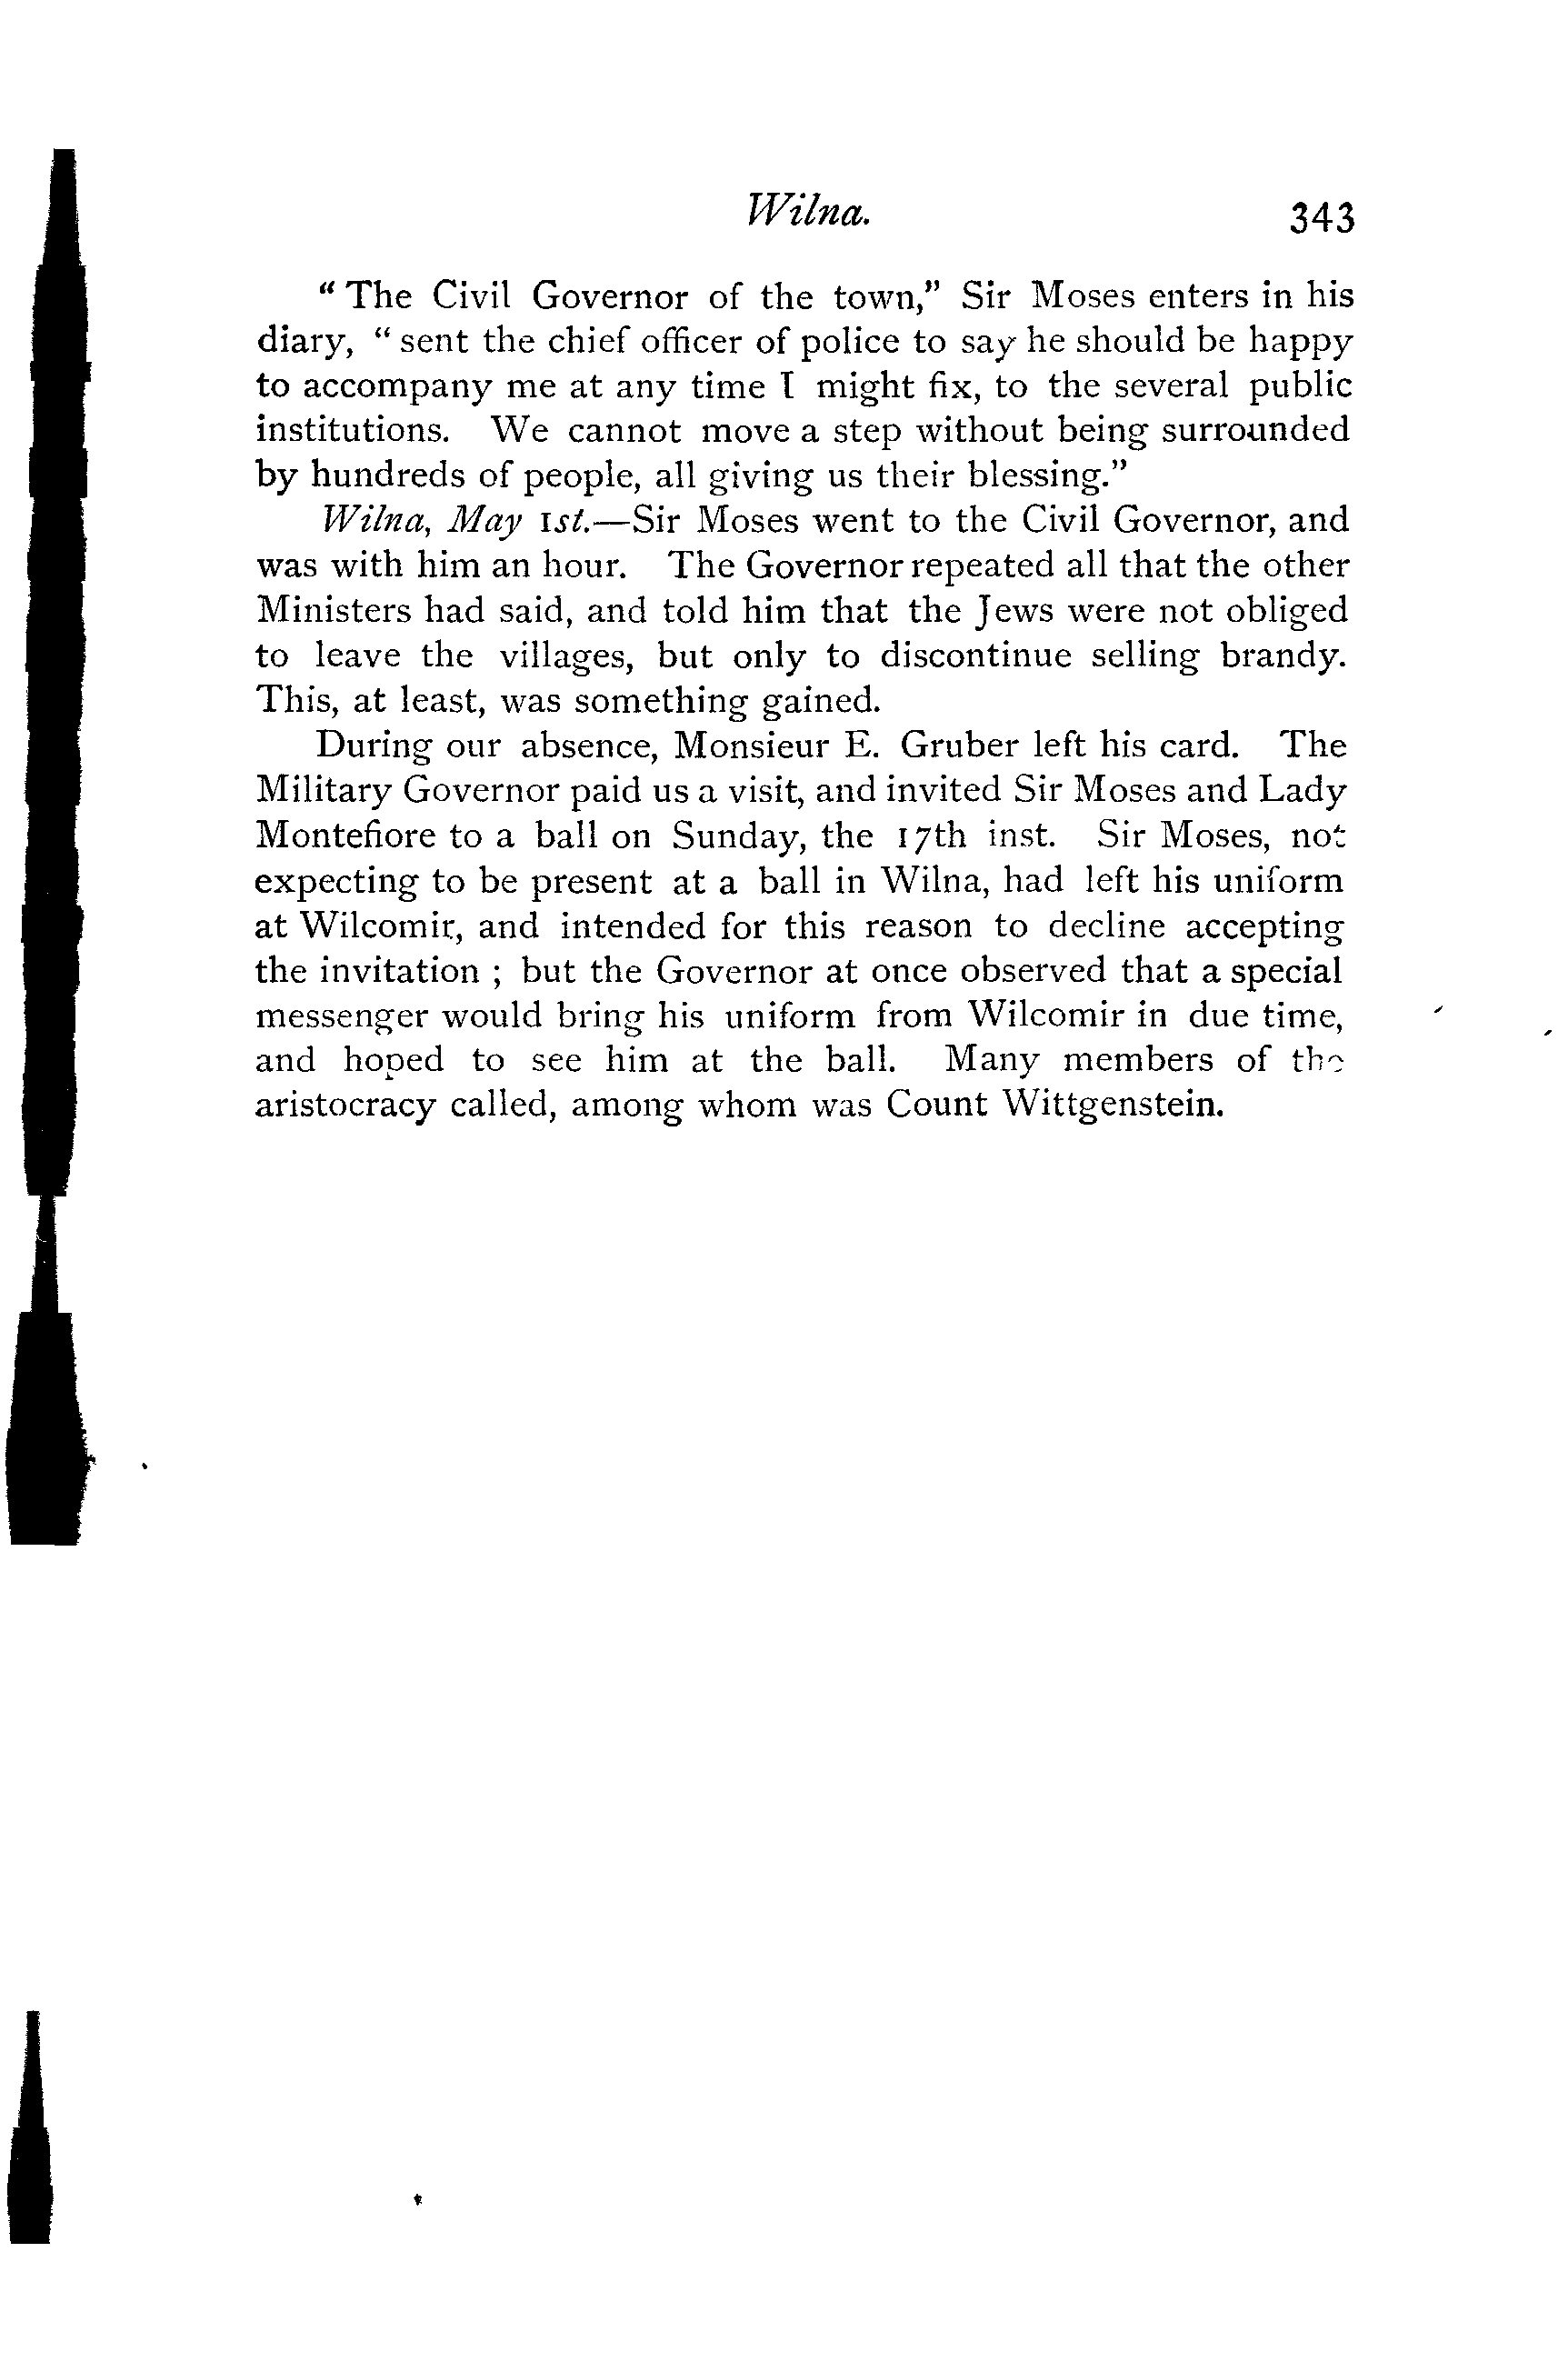 Wilna. 343
“ The Civil Governor of the town,” Sir Moses enters in his
diary, “ sent the chief officer of police to say he should be happy
to accompany me at any time I might fix, to the several public
institutions. We cannot move a step without being surrounded
by hundreds of people, all giving us their blessing.”
Wilna, May 1st.—Sir Moses went to the Civil Governor, and
was with him an hour. The Governor repeated all that the other
Ministers had said, and told him that the Jews were not obliged
to leave the villages, but only to discontinue selling brandy.
This, at least, was something gained.
During our absence, Monsieur E. Gruber left his card. The
Military Governor paid us a visit, and invited Sir Moses and Lady
Montefiore to a ball on Sunday, the 17th inst. Sir Moses, not
expecting to be present at a ball in Wilna, had left his uniform
at Wilcomir, and intended for this reason to decline accepting
the invitation ; but the Governor at once observed that a special
messenger would bring his uniform from Wilcomir in due time,
and hoped to see him at the ball. Many members of the
aristocracy called, among whom was Count Wittgenstein.